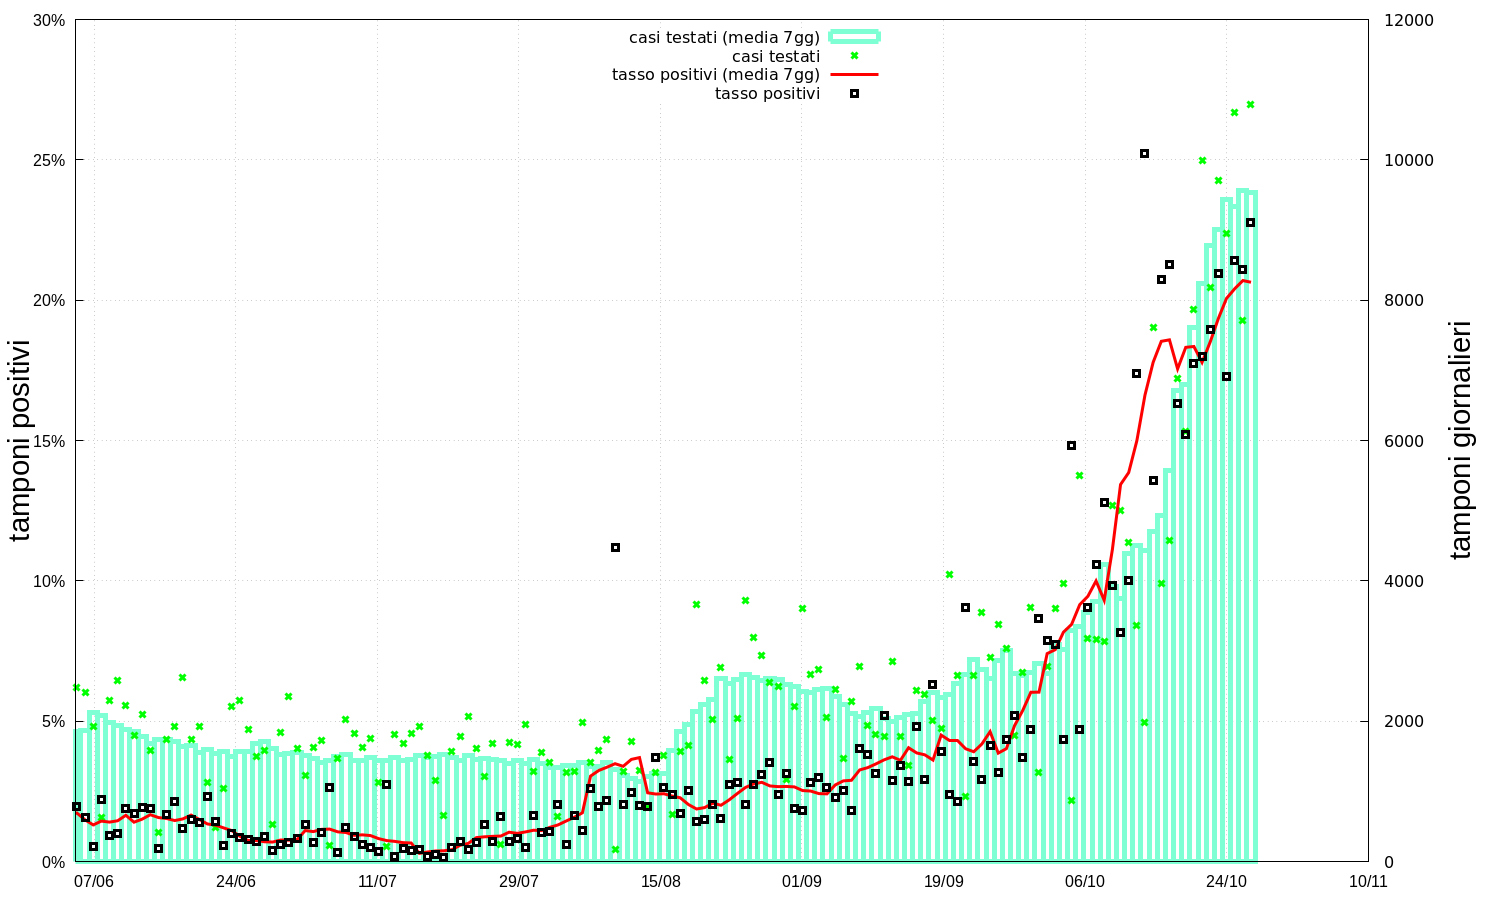 casi testati (media 7gg)
casi testati
tasso positivi (media 7gg)
tasso positivi
tamponi positivi
30%
25%
20%
15%
10%
5%
0%
12000
10000
8000
6000
4000
2000
0
tamponi giornalieri
07/06 24/06 11/07 29/07 15/08 01/09 19/09 06/10 24/10 10/11